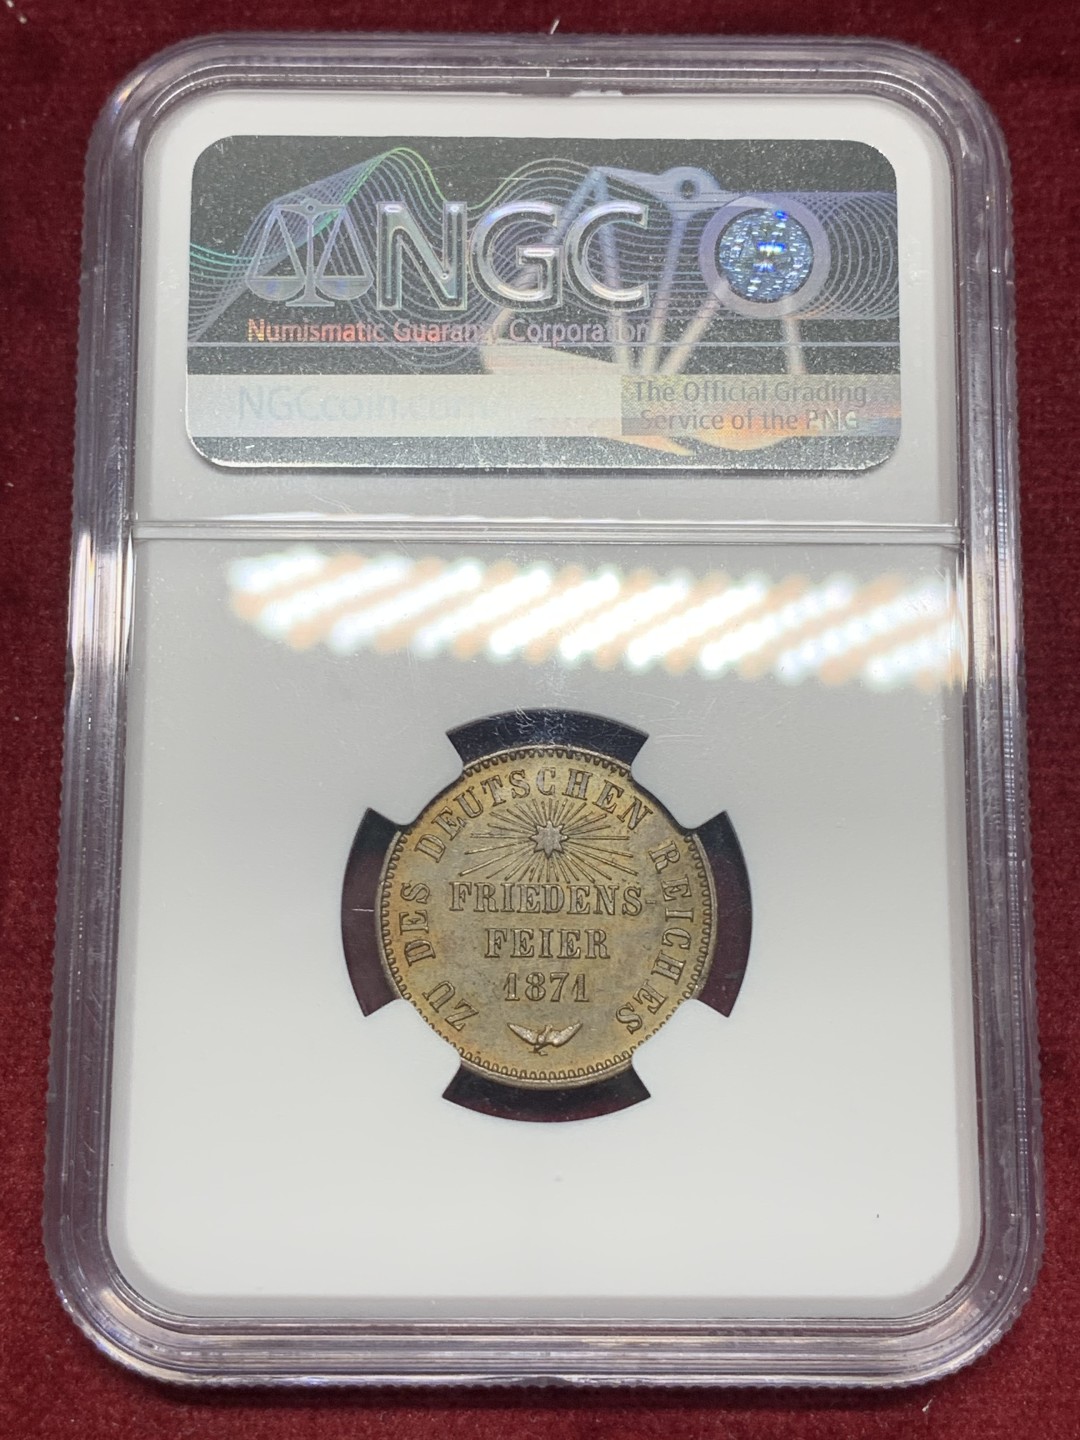 NGC
Numismatic Guaranty Corporation
NGCcoin.com
The Official Grading
Service of the PNG
ZU DES DEUTSCHEN REICHES
FRIEDENS-
FEIER
1871